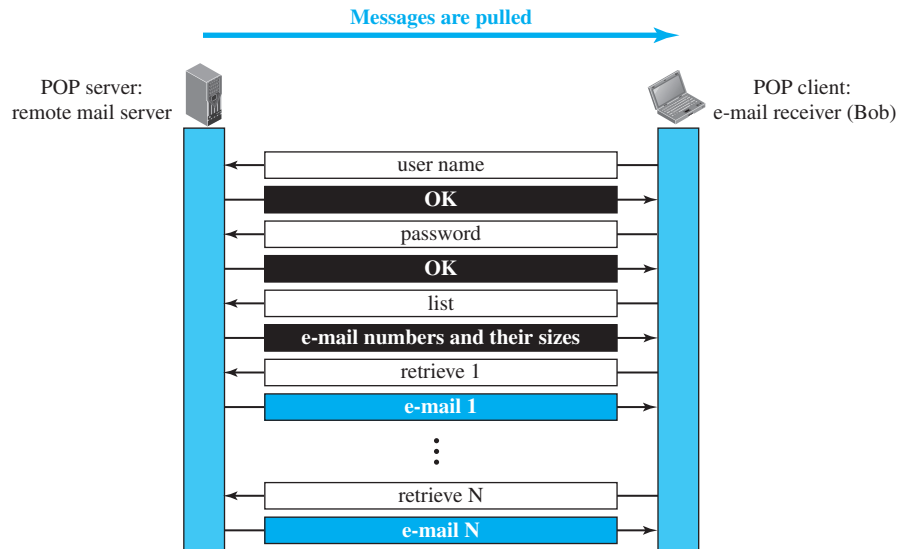 Messages are pulled
POP server:
remote mail server
POP client:
e-mail receiver (Bob)
user name
OK
password
OK
list
e-mail numbers and their sizes
retrieve 1
e-mail 1
retrieve N
e-mail N